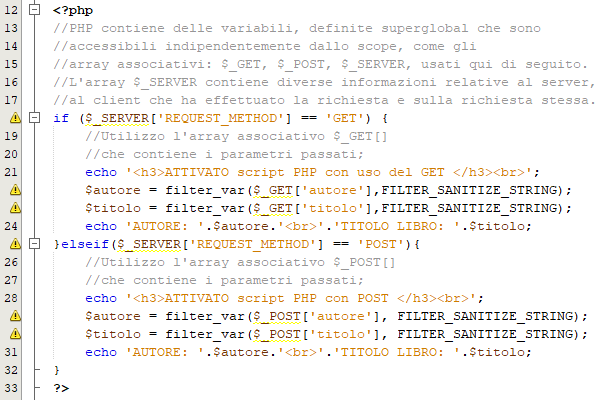 12 <?php
13 //PHP contiene delle variabili, definite superglobal che sono
14 //accessibili indipendentemente dallo scope, come gli
15 //array associativi: $_GET, $_POST, $_SERVER, usati qui di seguito.
16 //L'array $_SERVER contiene diverse informazioni relative al server,
17 //al client che ha effettuato la richiesta e sulla richiesta stessa.
if ($_SERVER['REQUEST_METHOD'] == 'GET') {
19 //Utilizzo l'array associativo $_GET[]
20 //che contiene i parametri passati;
21 echo '<h3>ATTIVATO script PHP con uso del GET </h3><br>';
$autore = filter_var($_GET['autore'],FILTER_SANITIZE_STRING);
$titolo = filter_var($_GET['titolo'],FILTER_SANITIZE_STRING);
24 echo 'AUTORE: '.$autore.'<br>'.'TITOLO LIBRO: '.$titolo;
}elseif($_SERVER['REQUEST_METHOD'] == 'POST'){
26 //Utilizzo l'array associativo $_POST[]
27 //che contiene i parametri passati;
28 echo '<h3>ATTIVATO script PHP con POST </h3><br>';
$autore = filter_var($_POST['autore'], FILTER_SANITIZE_STRING);
$titolo = filter_var($_POST['titolo'], FILTER_SANITIZE_STRING);
31 echo 'AUTORE: '.$autore.'<br>'.'TITOLO LIBRO: '.$titolo;
32 }
33 ?>